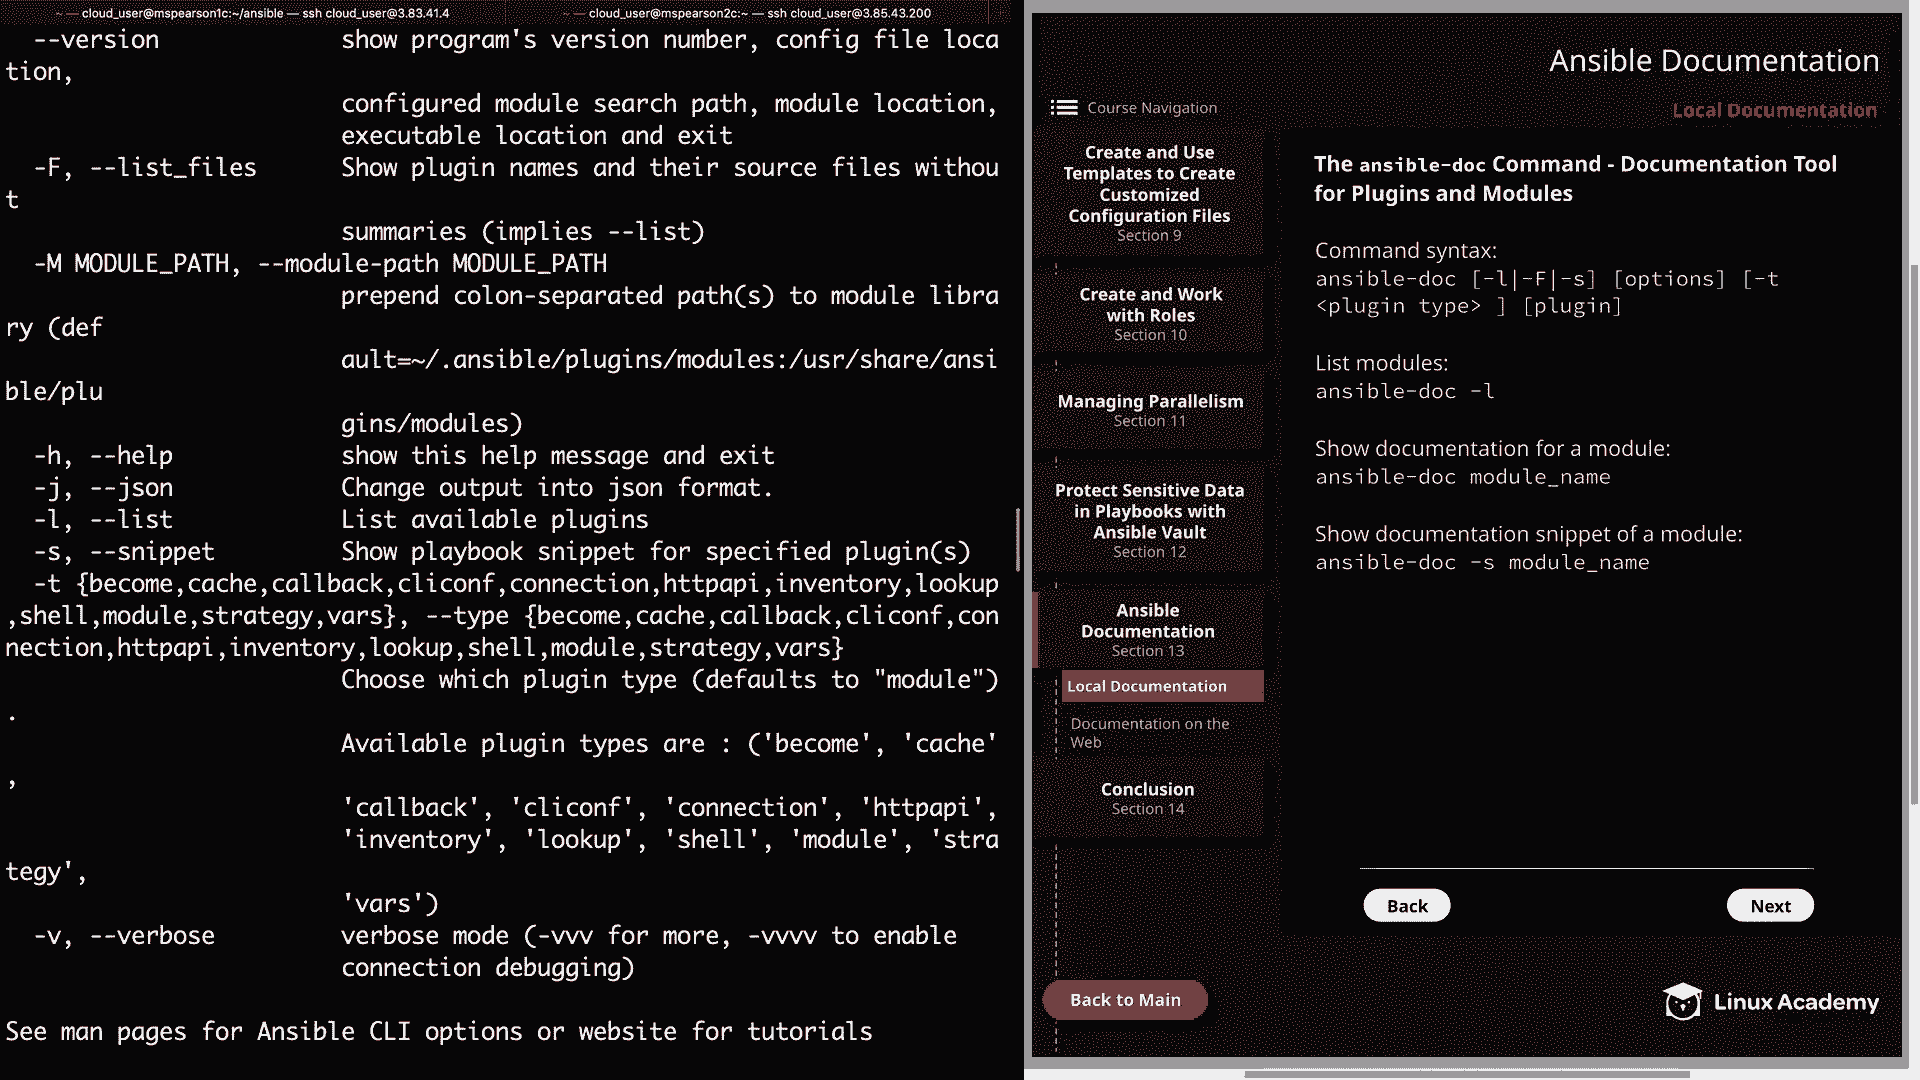 ~ — cloud_user@mspearson1c:~/ansible — ssh cloud_user@3.83.41.4
~ — cloud_user@mspearson2c:~ — ssh cloud_user@3.85.43.200
--version show program's version number, config file loca
tion,
configured module search path, module location,
executable location and exit
-F, --list_files Show plugin names and their source files withou
t
summaries (implies --list)
-M MODULE_PATH, --module-path MODULE_PATH
prepend colon-separated path(s) to module libra
ry (def
ault=~/.ansible/plugins/modules:/usr/share/ansi
ble/plu
gins/modules)
-h, --help show this help message and exit
-j, --json Change output into json format.
-l, --list List available plugins
-s, --snippet Show playbook snippet for specified plugin(s)
-t {become,cache,callback,cliconf,connection,httpapi,inventory,lookup
,shell,module,strategy,vars}, --type {become,cache,callback,cliconf,con
nection,httpapi,inventory,lookup,shell,module,strategy,vars}
Choose which plugin type (defaults to "module")
.
Available plugin types are : ('become', 'cache'
,
'callback', 'cliconf', 'connection', 'httpapi',
'inventory', 'lookup', 'shell', 'module', 'stra
tegy',
'vars')
-v, --verbose verbose mode (-vvv for more, -vvvv to enable
connection debugging)
See man pages for Ansible CLI options or website for tutorials
Ansible Documentation
Course Navigation
Local Documentation
Create and Use
Templates to Create
Customized
Configuration Files
Section 9
Create and Work
with Roles
Section 10
Managing Parallelism
Section 11
Protect Sensitive Data
in Playbooks with
Ansible Vault
Section 12
Ansible
Documentation
Section 13
Local Documentation
Documentation on the
Web
Conclusion
Section 14
Back to Main
The ansible-doc Command - Documentation Tool
for Plugins and Modules
Command syntax:
ansible-doc [-l|-F|-s] [options] [-t
<plugin type> ] [plugin]
List modules:
ansible-doc -l
Show documentation for a module:
ansible-doc module_name
Show documentation snippet of a module:
ansible-doc -s module_name
Back
Next
Linux Academy